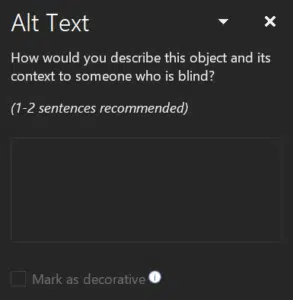 Alt Text
How would you describe this object and its
context to someone who is blind?
(1-2 sentences recommended)
Mark as decorative